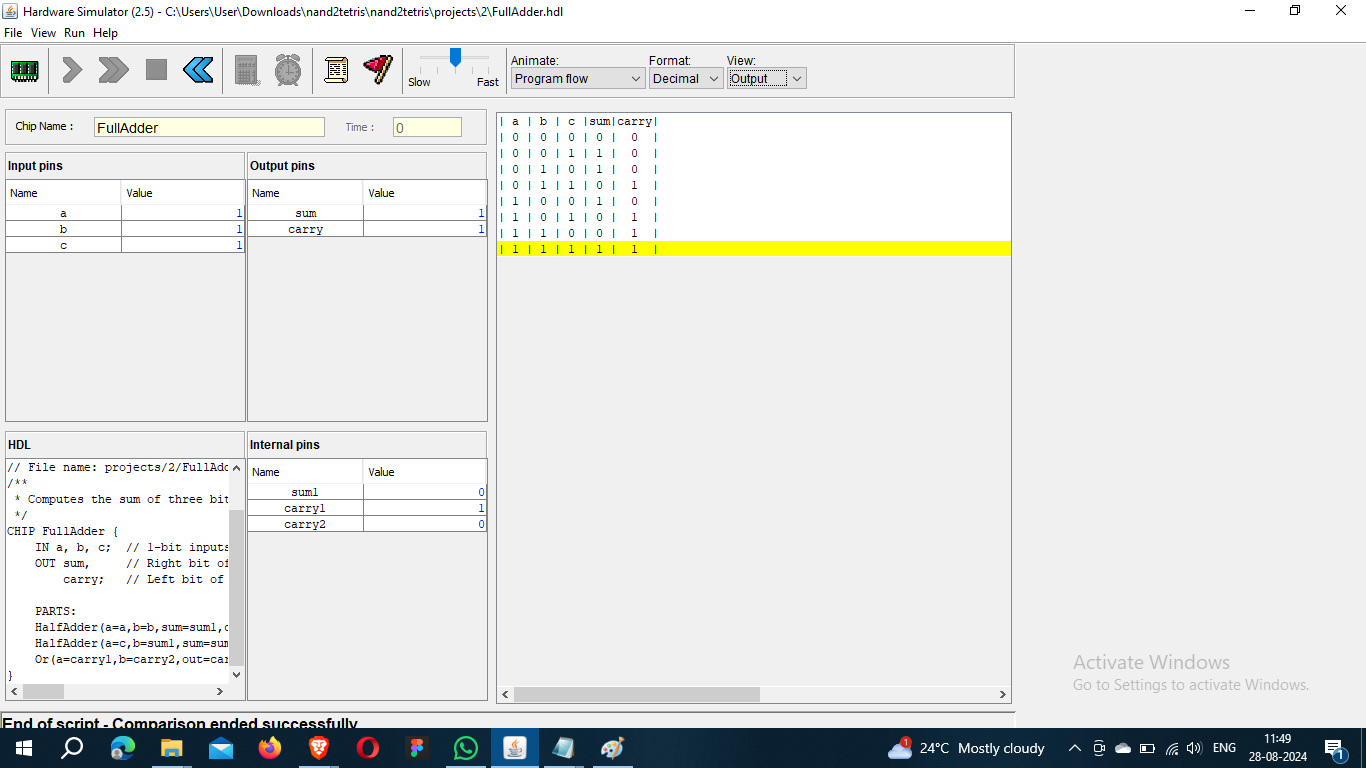 Hardware Simulator (2.5) - C:\Users\User\Downloads\nand2tetris\nand2tetris\projects\2\FullAdder.hdl
File View Run Help
Slow Fast
Animate: Format: View:
Program flow Decimal Output
Chip Name : FullAdder Time : 0
Input pins
Name Value
a 1
b 1
c 1
Output pins
Name Value
sum 1
carry 1
| a | b | c |sum|carry|
| 0 | 0 | 0 | 0 | 0 |
| 0 | 0 | 1 | 1 | 0 |
| 0 | 1 | 0 | 1 | 0 |
| 0 | 1 | 1 | 0 | 1 |
| 1 | 0 | 0 | 1 | 0 |
| 1 | 0 | 1 | 0 | 1 |
| 1 | 1 | 0 | 0 | 1 |
| 1 | 1 | 1 | 1 | 1 |
HDL
// File name: projects/2/FullAdd
/**
* Computes the sum of three bit
*/
CHIP FullAdder {
IN a, b, c; // 1-bit inputs
OUT sum, // Right bit of
carry; // Left bit of
PARTS:
HalfAdder(a=a,b=b,sum=sum1,c
HalfAdder(a=c,b=sum1,sum=sum
Or(a=carry1,b=carry2,out=car
}
Internal pins
Name Value
sum1 0
carry1 1
carry2 0
Activate Windows
Go to Settings to activate Windows.
End of script - Comparison ended successfully
1 24°C Mostly cloudy ENG 11:49
28-08-2024 1